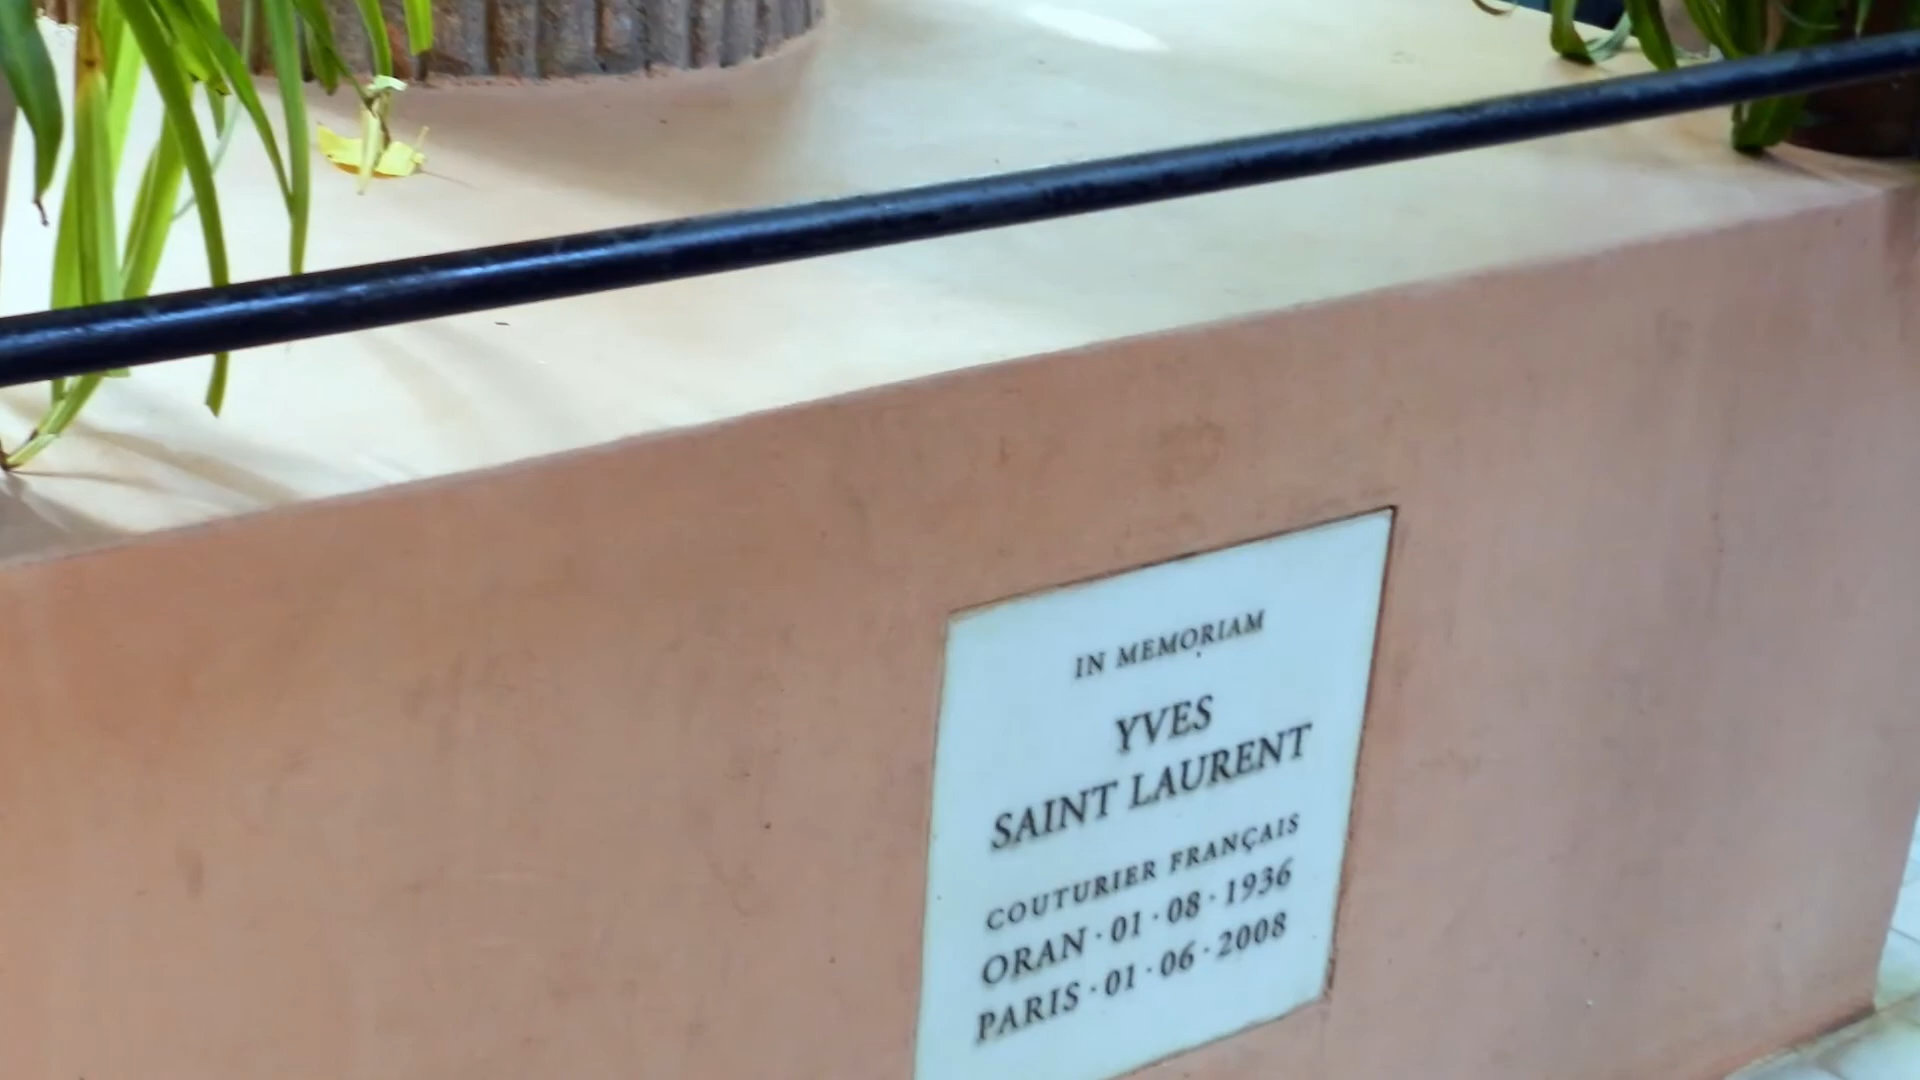 IN MEMORIAM
YVES
SAINT LAURENT
COUTURIER FRANÇAIS
ORAN · 01 · 08 · 1936
PARIS · 01 · 06 · 2008